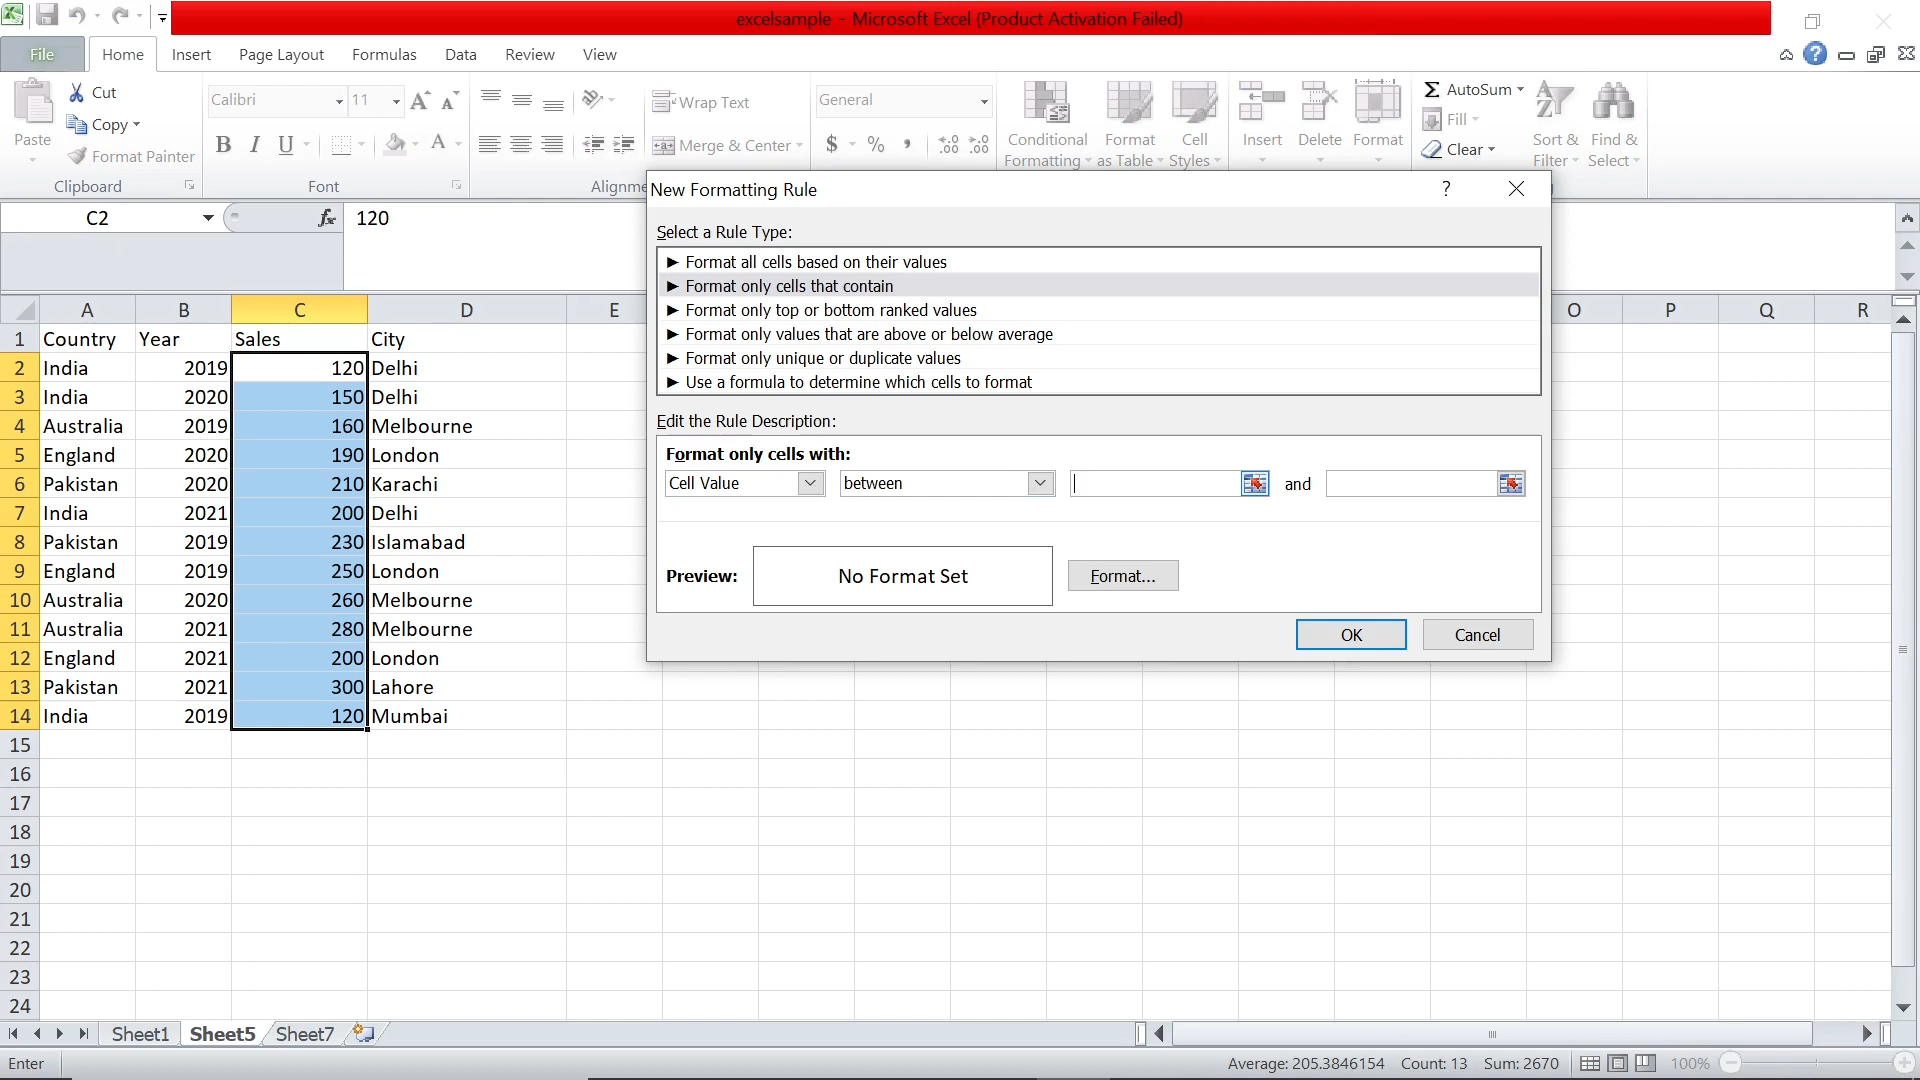 excelsample - Microsoft Excel (Product Activation Failed)
File Home Insert Page Layout Formulas Data Review View
Cut
Copy
Format Painter
Paste
Clipboard
Calibri 11
B I U A
Font
Wrap Text
Merge & Center
Alignme
General
$ % ,
Conditional Formatting
Format as Table
Cell Styles
Insert
Delete
Format
Σ AutoSum
Fill
Clear
Sort & Filter
Find & Select
C2 fx 120
New Formatting Rule ?
Select a Rule Type:
► Format all cells based on their values
► Format only cells that contain
► Format only top or bottom ranked values
► Format only values that are above or below average
► Format only unique or duplicate values
► Use a formula to determine which cells to format
Edit the Rule Description:
Format only cells with:
Cell Value between and
Preview: No Format Set Format...
OK Cancel
A B C D E O P Q R
1 Country Year Sales City
2 India 2019 120 Delhi
3 India 2020 150 Delhi
4 Australia 2019 160 Melbourne
5 England 2020 190 London
6 Pakistan 2020 210 Karachi
7 India 2021 200 Delhi
8 Pakistan 2019 230 Islamabad
9 England 2019 250 London
10 Australia 2020 260 Melbourne
11 Australia 2021 280 Melbourne
12 England 2021 200 London
13 Pakistan 2021 300 Lahore
14 India 2019 120 Mumbai
15
16
17
18
19
20
21
22
23
24
Sheet1 Sheet5 Sheet7
Enter Average: 205.3846154 Count: 13 Sum: 2670 100%